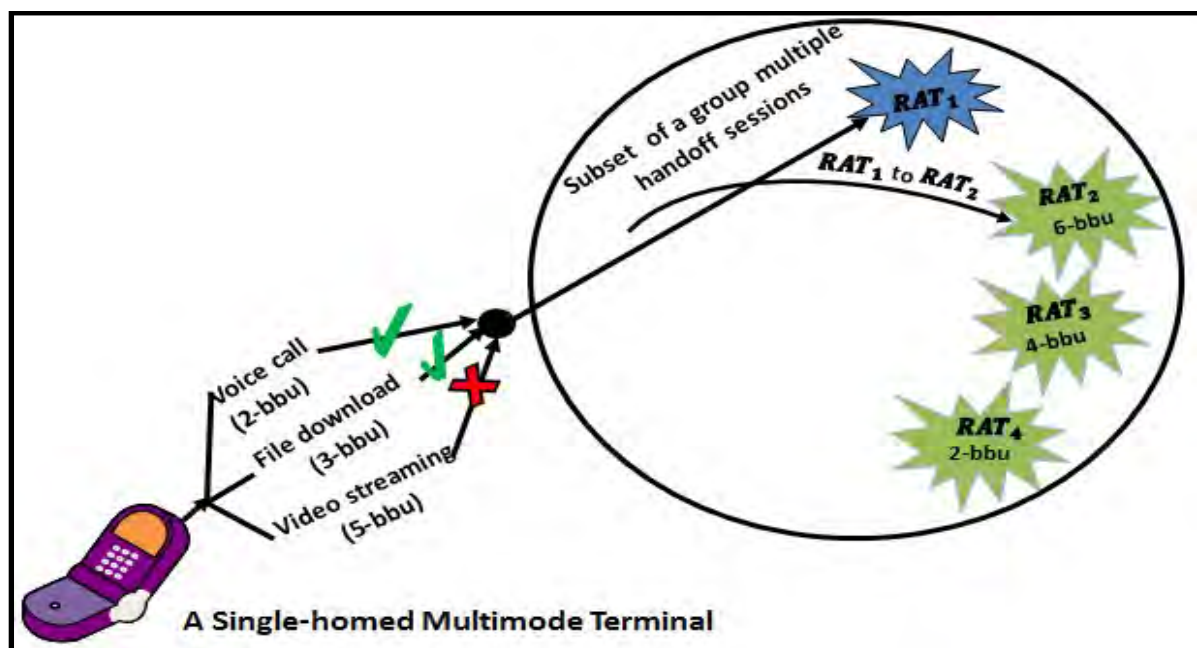 Subset of a group multiple
handoff sessions
RAT₁
RAT₁ to RAT₂
RAT₂
6-bbu
RAT₃
4-bbu
RAT₄
2-bbu
Voice call
(2-bbu)
File download
(3-bbu)
Video streaming
(5-bbu)
A Single-homed Multimode Terminal